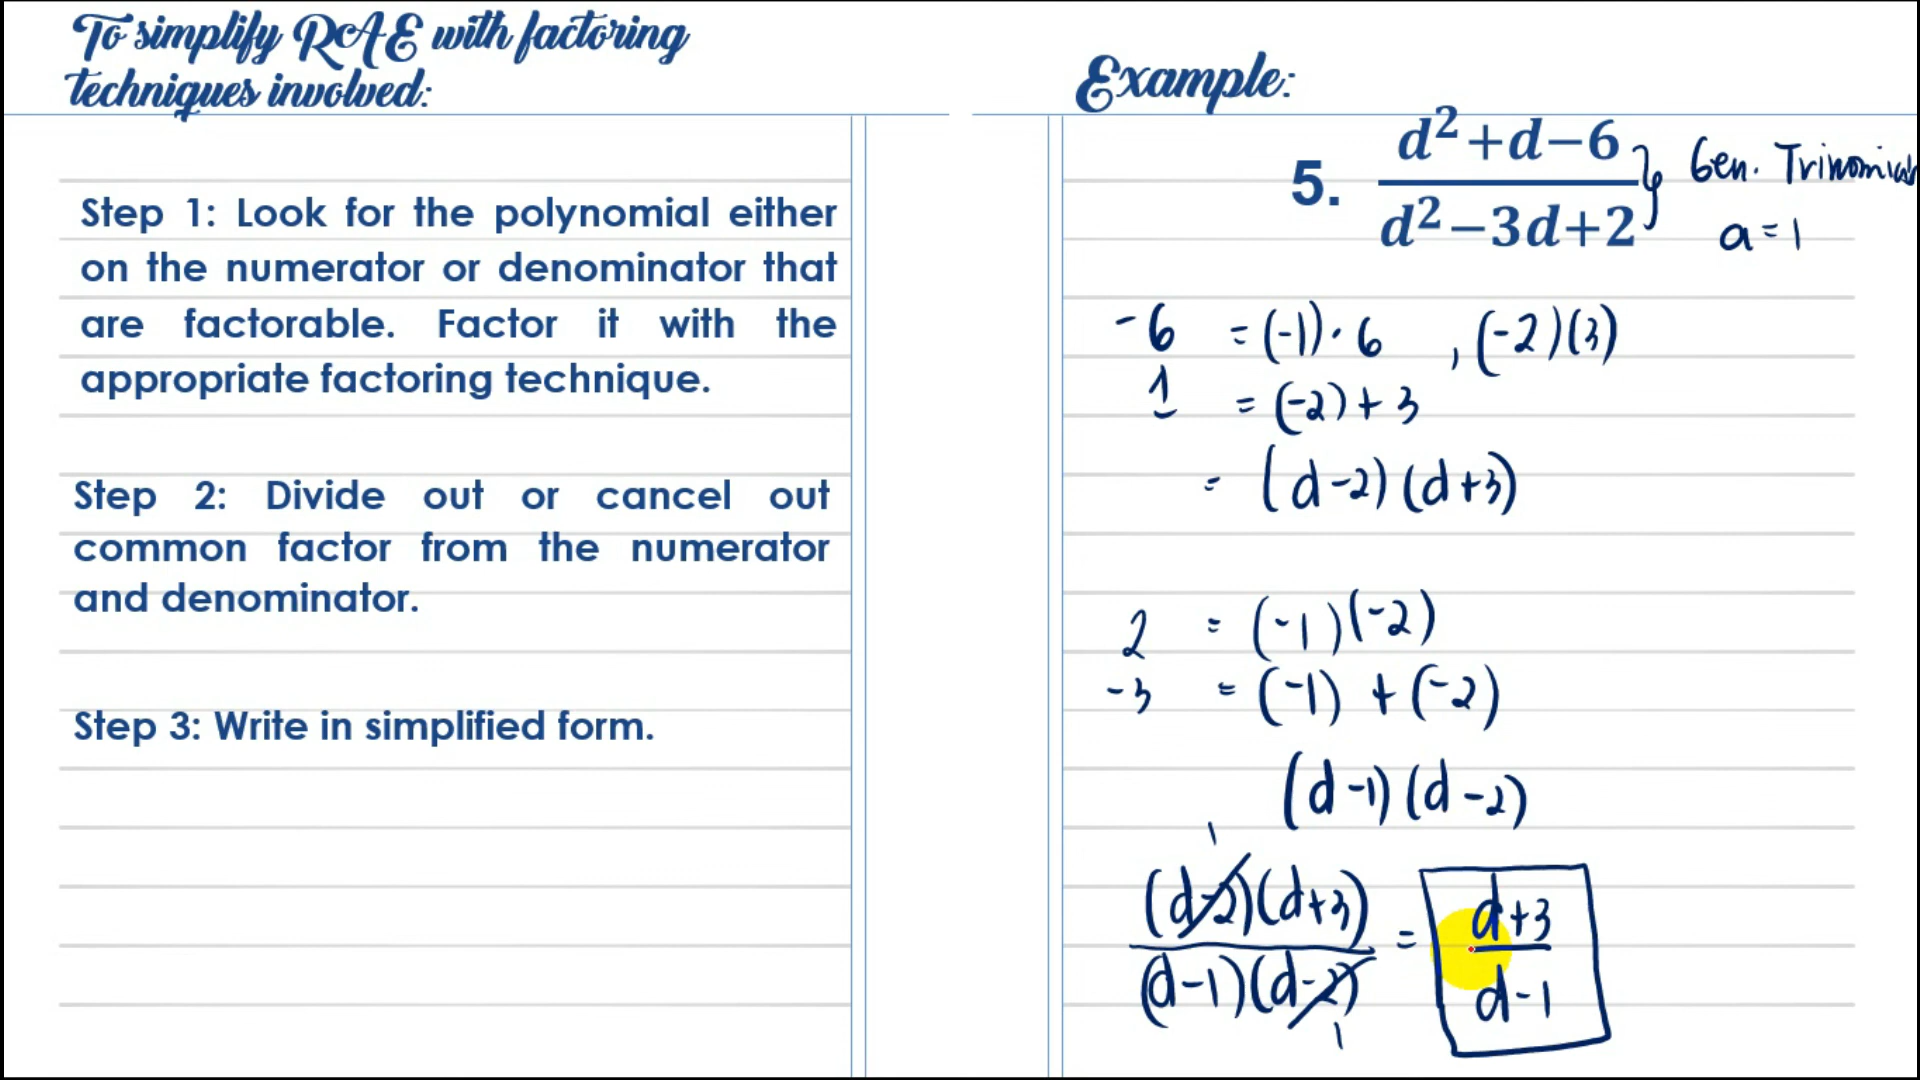 To simplify RAE with factoring
techniques involved:
Step 1: Look for the polynomial either
on the numerator or denominator that
are factorable. Factor it with the
appropriate factoring technique.
Step 2: Divide out or cancel out
common factor from the numerator
and denominator.
Step 3: Write in simplified form.
Example:
5. d²+d−6
d²−3d+2
Gen. Trinomials
a = 1
-6 = (-1) · 6 , (-2)(3)
1 = (-2) + 3
= (d-2)(d+3)
2 = (-1)(-2)
-3 = (-1) + (-2)
(d-1)(d-2)
1
(d-2)(d+3) = d+3
(d-1)(d-2) d-1
1